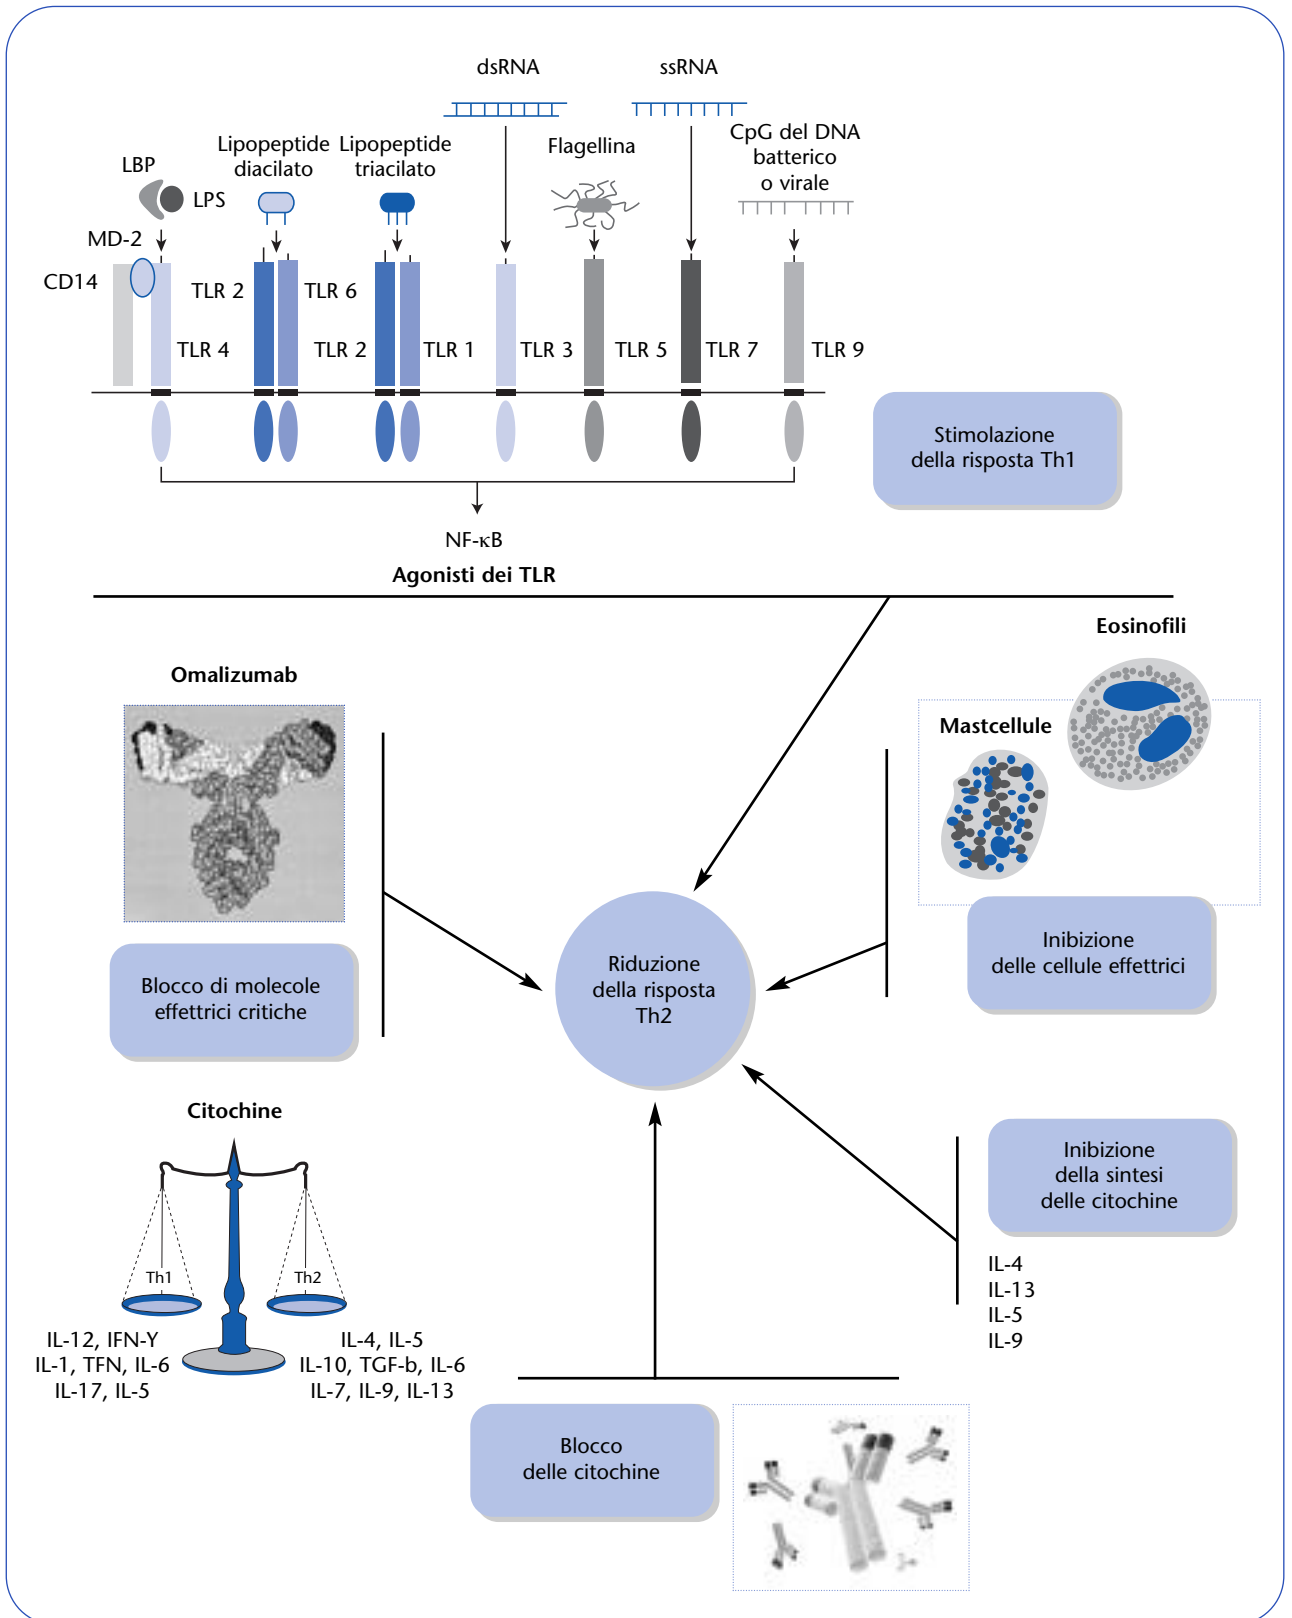 dsRNA
ssRNA
CpG del DNA
batterico
o virale
Flagellina
Lipopeptide
diacilato
Lipopeptide
triacilato
LBP
LPS
MD-2
CD14
TLR 2
TLR 6
TLR 4
TLR 2
TLR 1
TLR 3
TLR 5
TLR 7
TLR 9
Stimolazione
della risposta Th1
NF-κB
Agonisti dei TLR
Eosinofili
Omalizumab
Mastcellule
Blocco di molecole
effettrici critiche
Riduzione
della risposta
Th2
Inibizione
delle cellule effettrici
Citochine
Th1
Th2
IL-12, IFN-Y
IL-1, TFN, IL-6
IL-17, IL-5
IL-4, IL-5
IL-10, TGF-b, IL-6
IL-7, IL-9, IL-13
Inibizione
della sintesi
delle citochine
IL-4
IL-13
IL-5
IL-9
Blocco
delle citochine